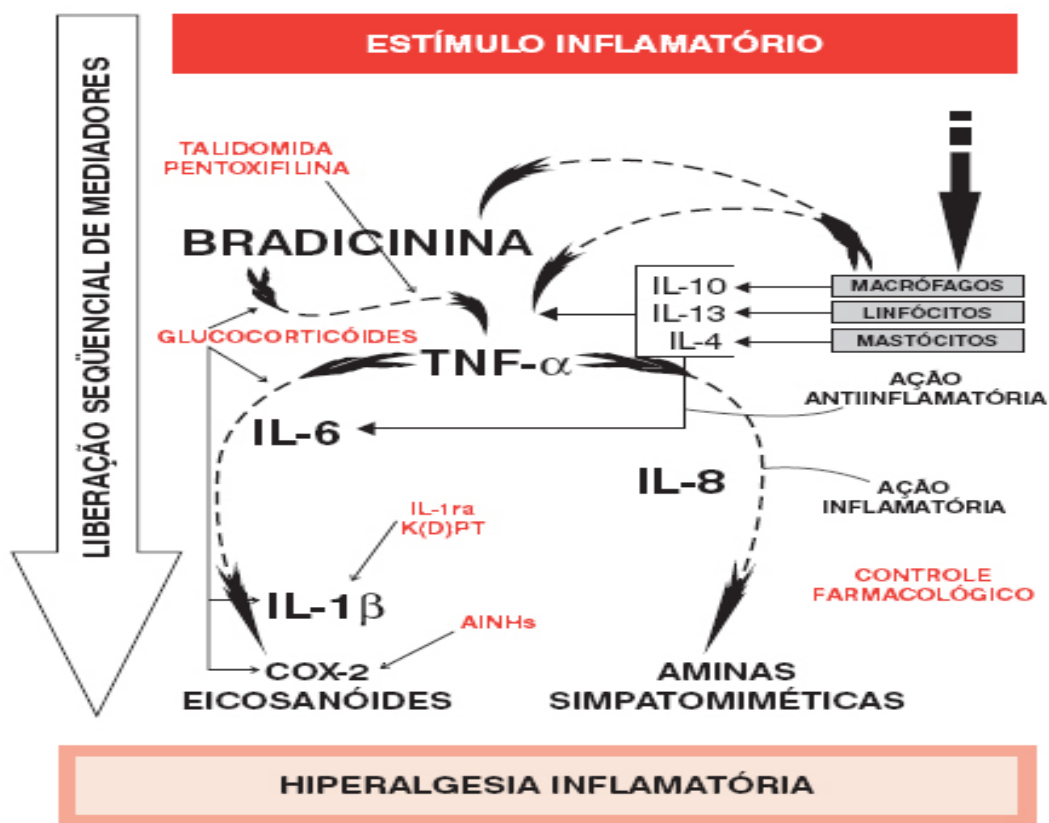 ESTÍMULO INFLAMATÓRIO
LIBERAÇÃO SEQÜENCIAL DE MEDIADORES
TALIDOMIDA
PENTOXIFILINA
BRADICININA
IL-10
MACRÓFAGOS
IL-13
LINFÓCITOS
IL-4
MASTÓCITOS
GLUCOCORTICÓIDES
TNF-α
AÇÃO
ANTIINFLAMATÓRIA
IL-6
IL-8
AÇÃO
INFLAMATÓRIA
IL-1ra
K(D)PT
CONTROLE
FARMACOLÓGICO
IL-1β
AINHs
COX-2
EICOSANÓIDES
AMINAS
SIMPATOMIMÉTICAS
HIPERALGESIA INFLAMATÓRIA